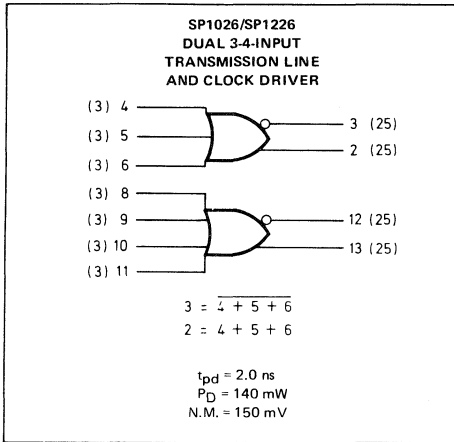 SP1026/SP1226
DUAL 3-4-INPUT
TRANSMISSION LINE
AND CLOCK DRIVER
(3) 4
3 (25)
(3) 5
2 (25)
(3) 6
(3) 8
(3) 9
12 (25)
(3) 10
13 (25)
(3) 11
3 = 4 + 5 + 6
2 = 4 + 5 + 6
tpd = 2.0 ns
PD = 140 mW
N.M. = 150 mV